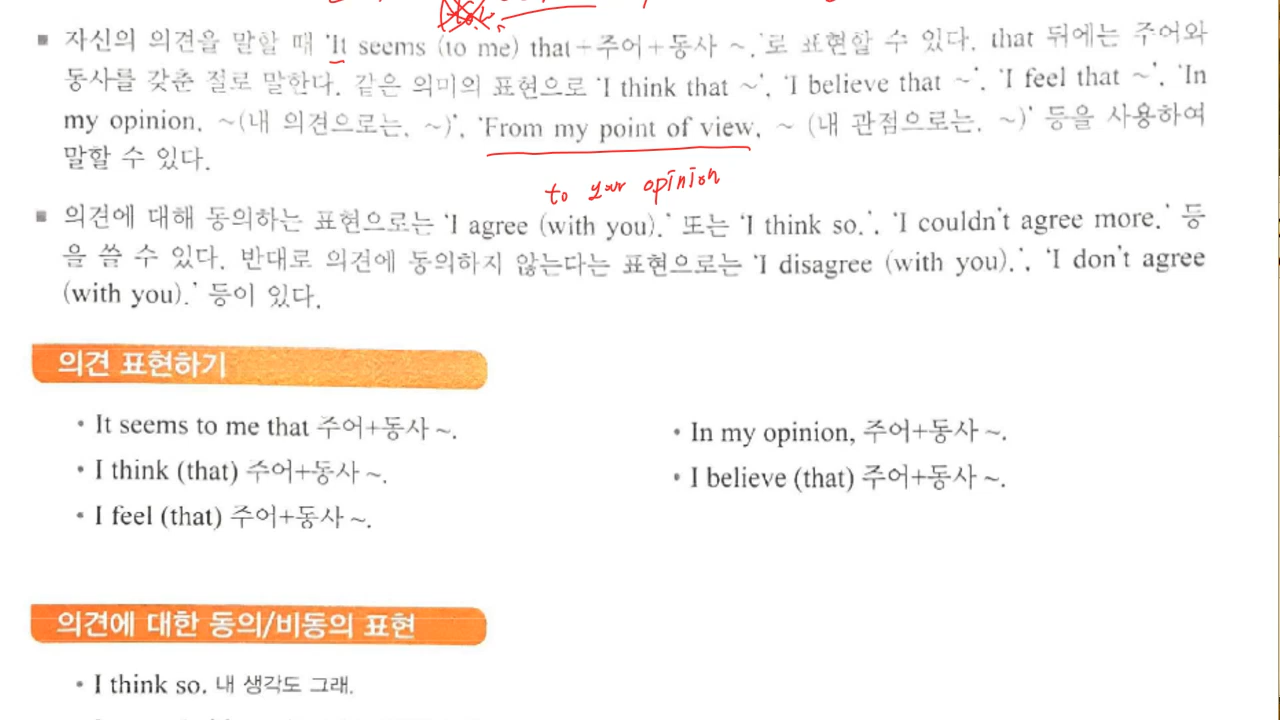 ▪ 자신의 의견을 말할 때 'It seems (to me) that+주어+동사 ~.'로 표현할 수 있다. that 뒤에는 주어와
동사를 갖춘 절로 말한다. 같은 의미의 표현으로 'I think that ~', 'I believe that ~', 'I feel that ~', 'In
my opinion, ~(내 의견으로는, ~)', 'From my point of view, ~ (내 관점으로는, ~)' 등을 사용하여
말할 수 있다.
to your opinion
▪ 의견에 대해 동의하는 표현으로는 'I agree (with you).' 또는 'I think so.', 'I couldn't agree more.' 등
을 쓸 수 있다. 반대로 의견에 동의하지 않는다는 표현으로는 'I disagree (with you).', 'I don't agree
(with you).' 등이 있다.
의견 표현하기
• It seems to me that 주어+동사 ~.
• In my opinion, 주어+동사 ~.
• I think (that) 주어+동사 ~.
• I believe (that) 주어+동사 ~.
• I feel (that) 주어+동사 ~.
의견에 대한 동의/비동의 표현
• I think so. 내 생각도 그래.